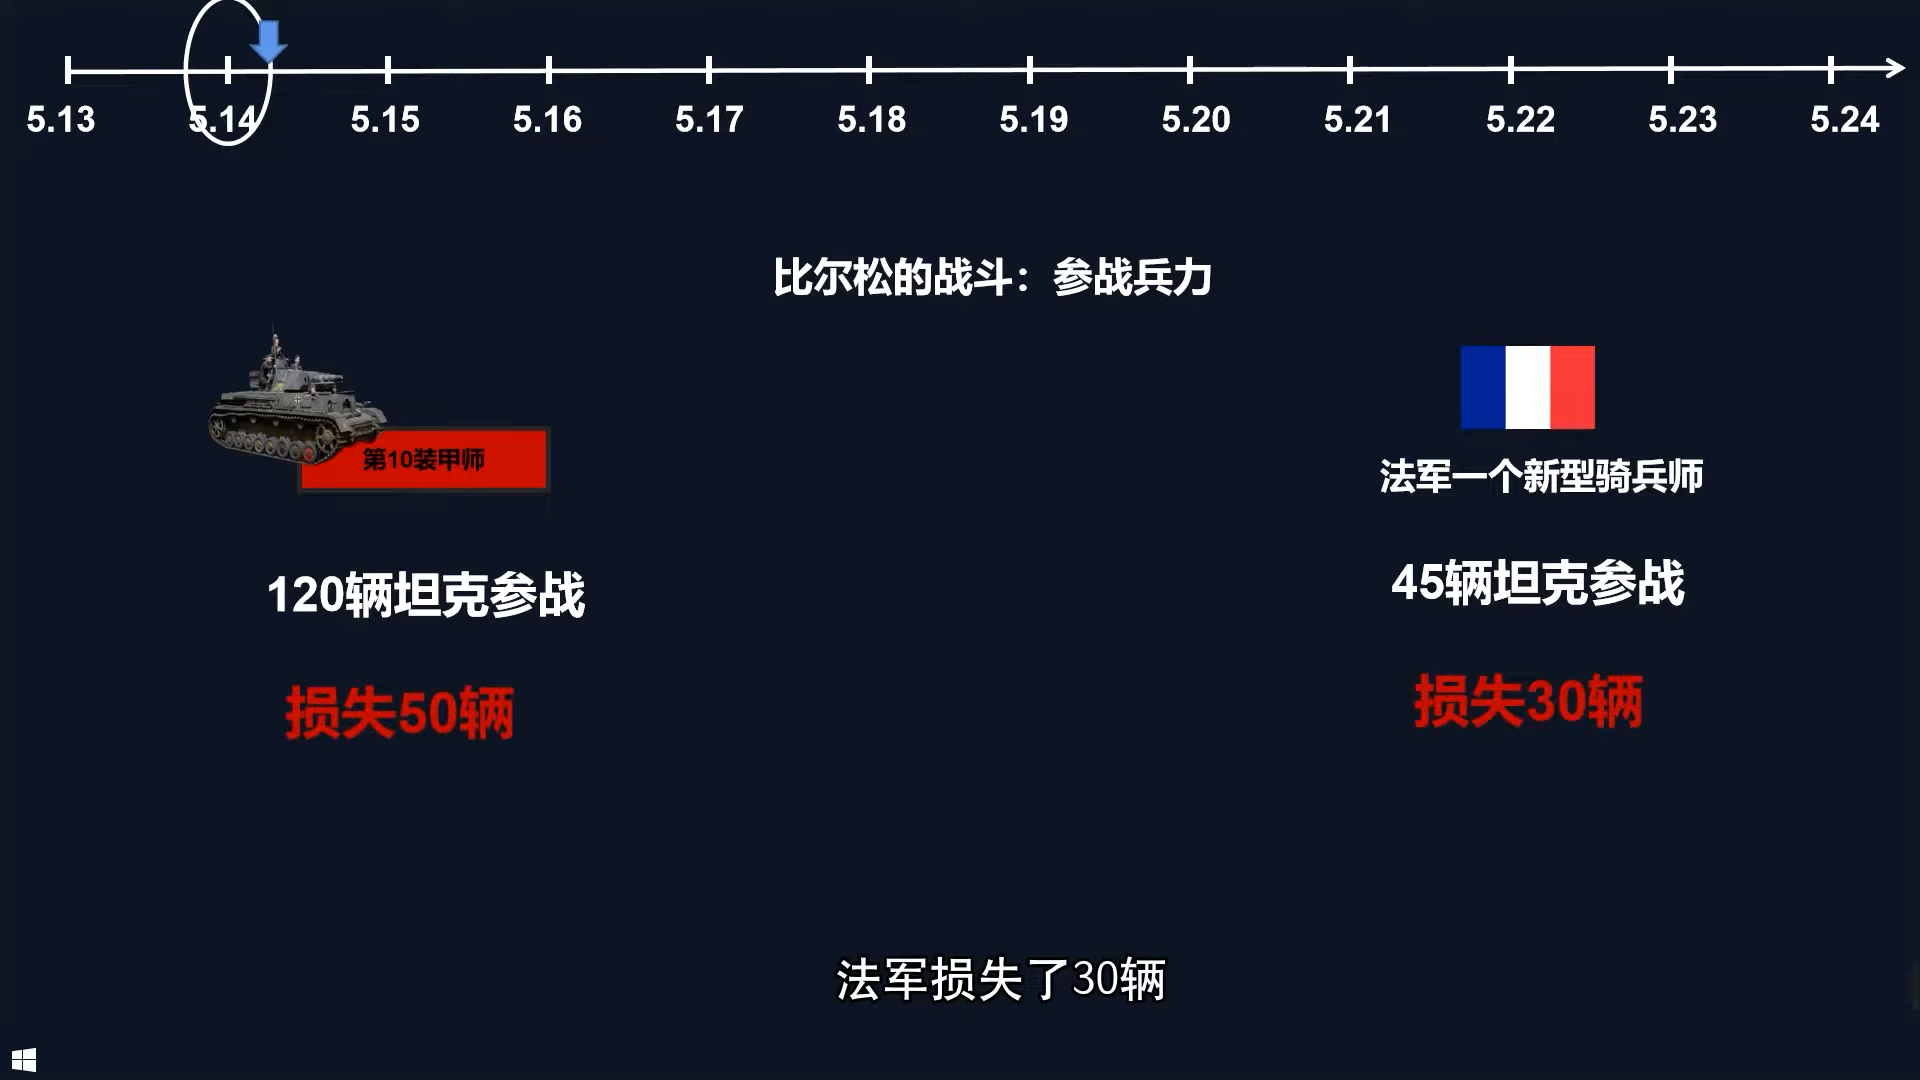 5.13 5.14 5.15 5.16 5.17 5.18 5.19 5.20 5.21 5.22 5.23 5.24
比尔松的战斗：参战兵力
第10装甲师
法军一个新型骑兵师
120辆坦克参战
45辆坦克参战
损失50辆
损失30辆
法军损失了30辆